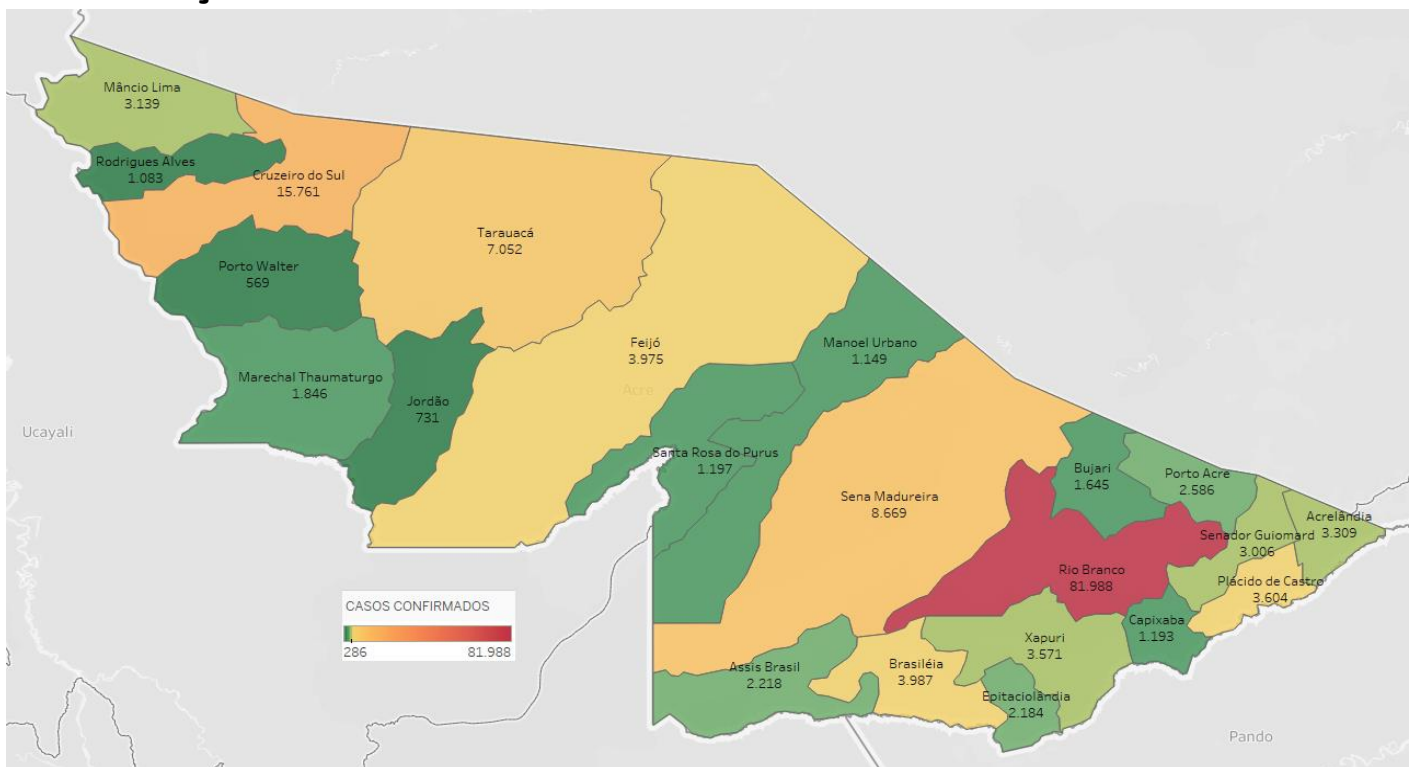 Mâncio Lima
3.139
Rodrigues Alves
1.083
Cruzeiro do Sul
15.761
Tarauacá
7.052
Porto Walter
569
Feijó
3.975
Manoel Urbano
1.149
Marechal Thaumaturgo
1.846
Jordão
731
Acre
Ucayali
Santa Rosa do Purus
1.197
Sena Madureira
8.669
Bujari
1.645
Porto Acre
2.586
Acrelândia
3.309
Senador Guiomard
3.006
Rio Branco
81.988
Plácido de Castro
3.604
Capixaba
1.193
Xapuri
3.571
Assis Brasil
2.218
Brasiléia
3.987
Epitaciolândia
2.184
Pando
CASOS CONFIRMADOS
286 81.988